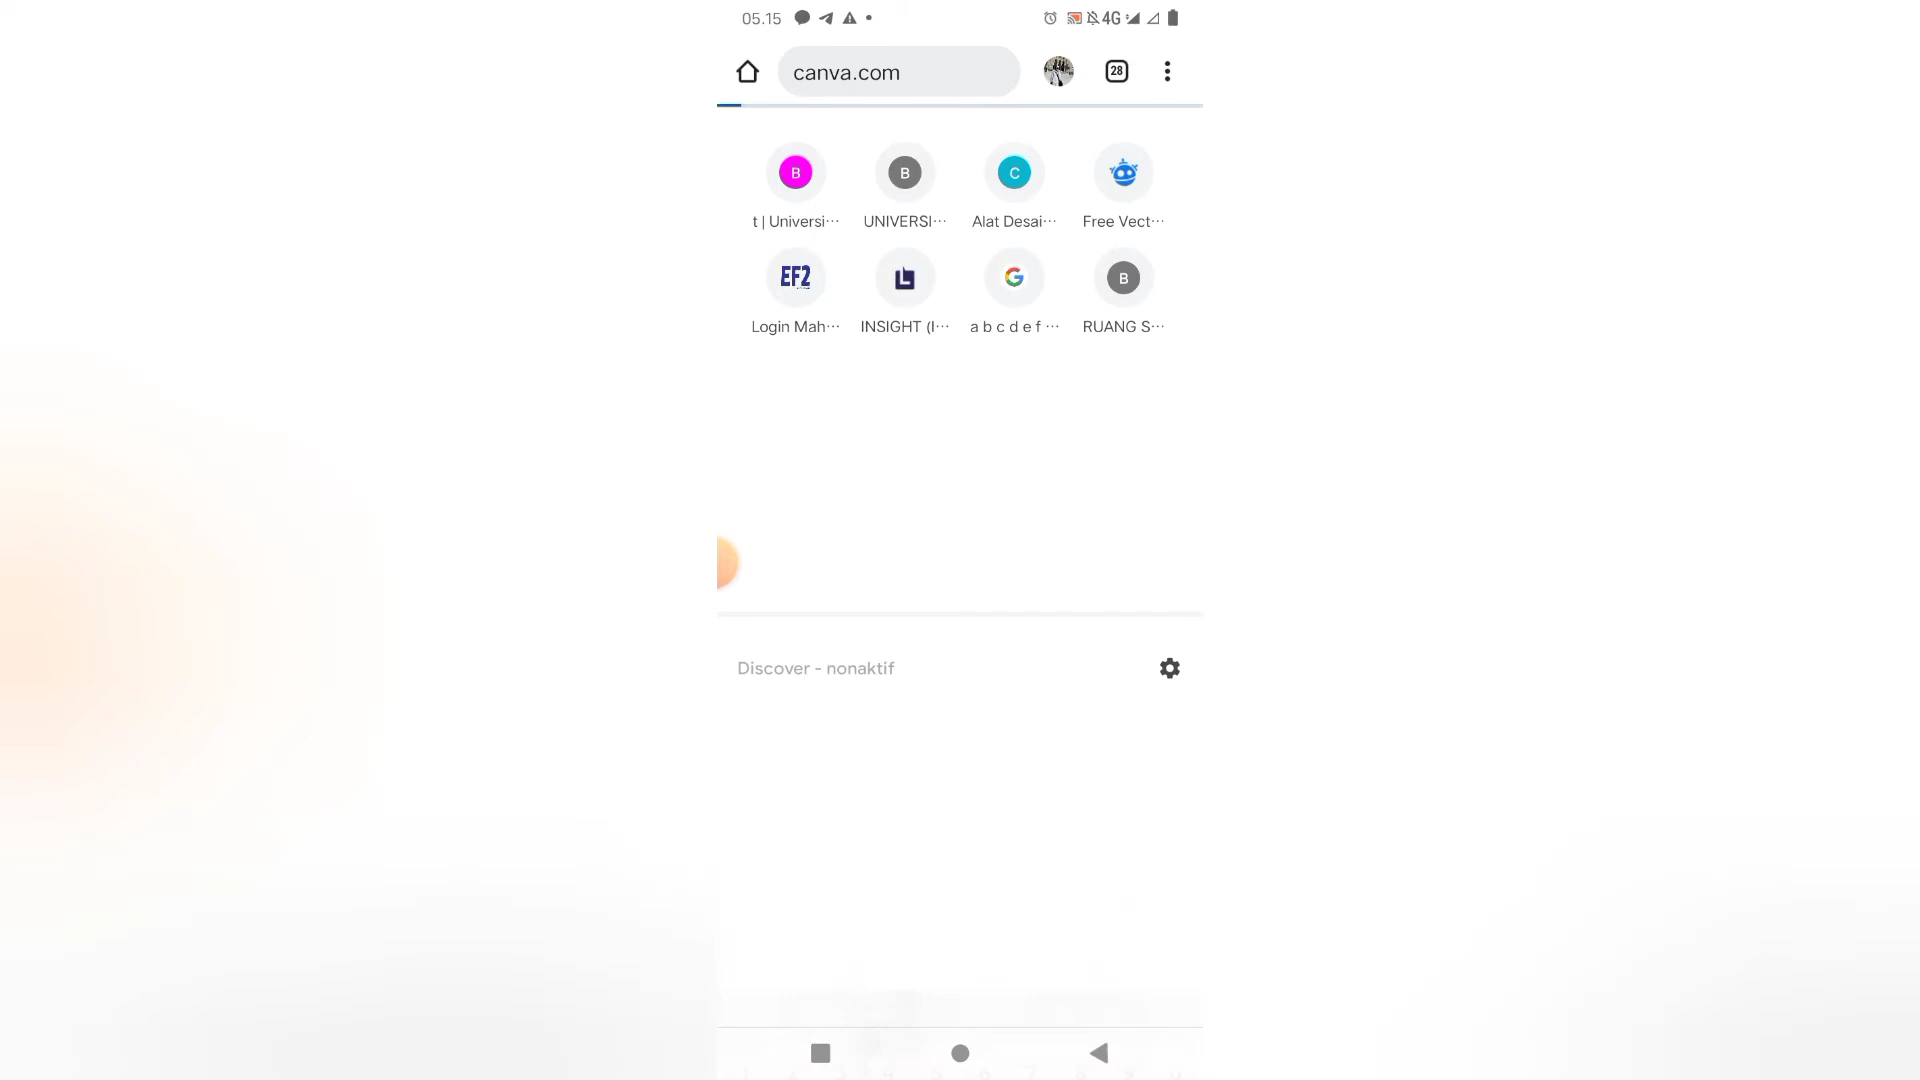 05.15 4G
canva.com 28
B B C
t | Universi... UNIVERSI... Alat Desai... Free Vect...
EF2 L G B
Login Mah... INSIGHT (I... a b c d e f ... RUANG S...
Discover - nonaktif